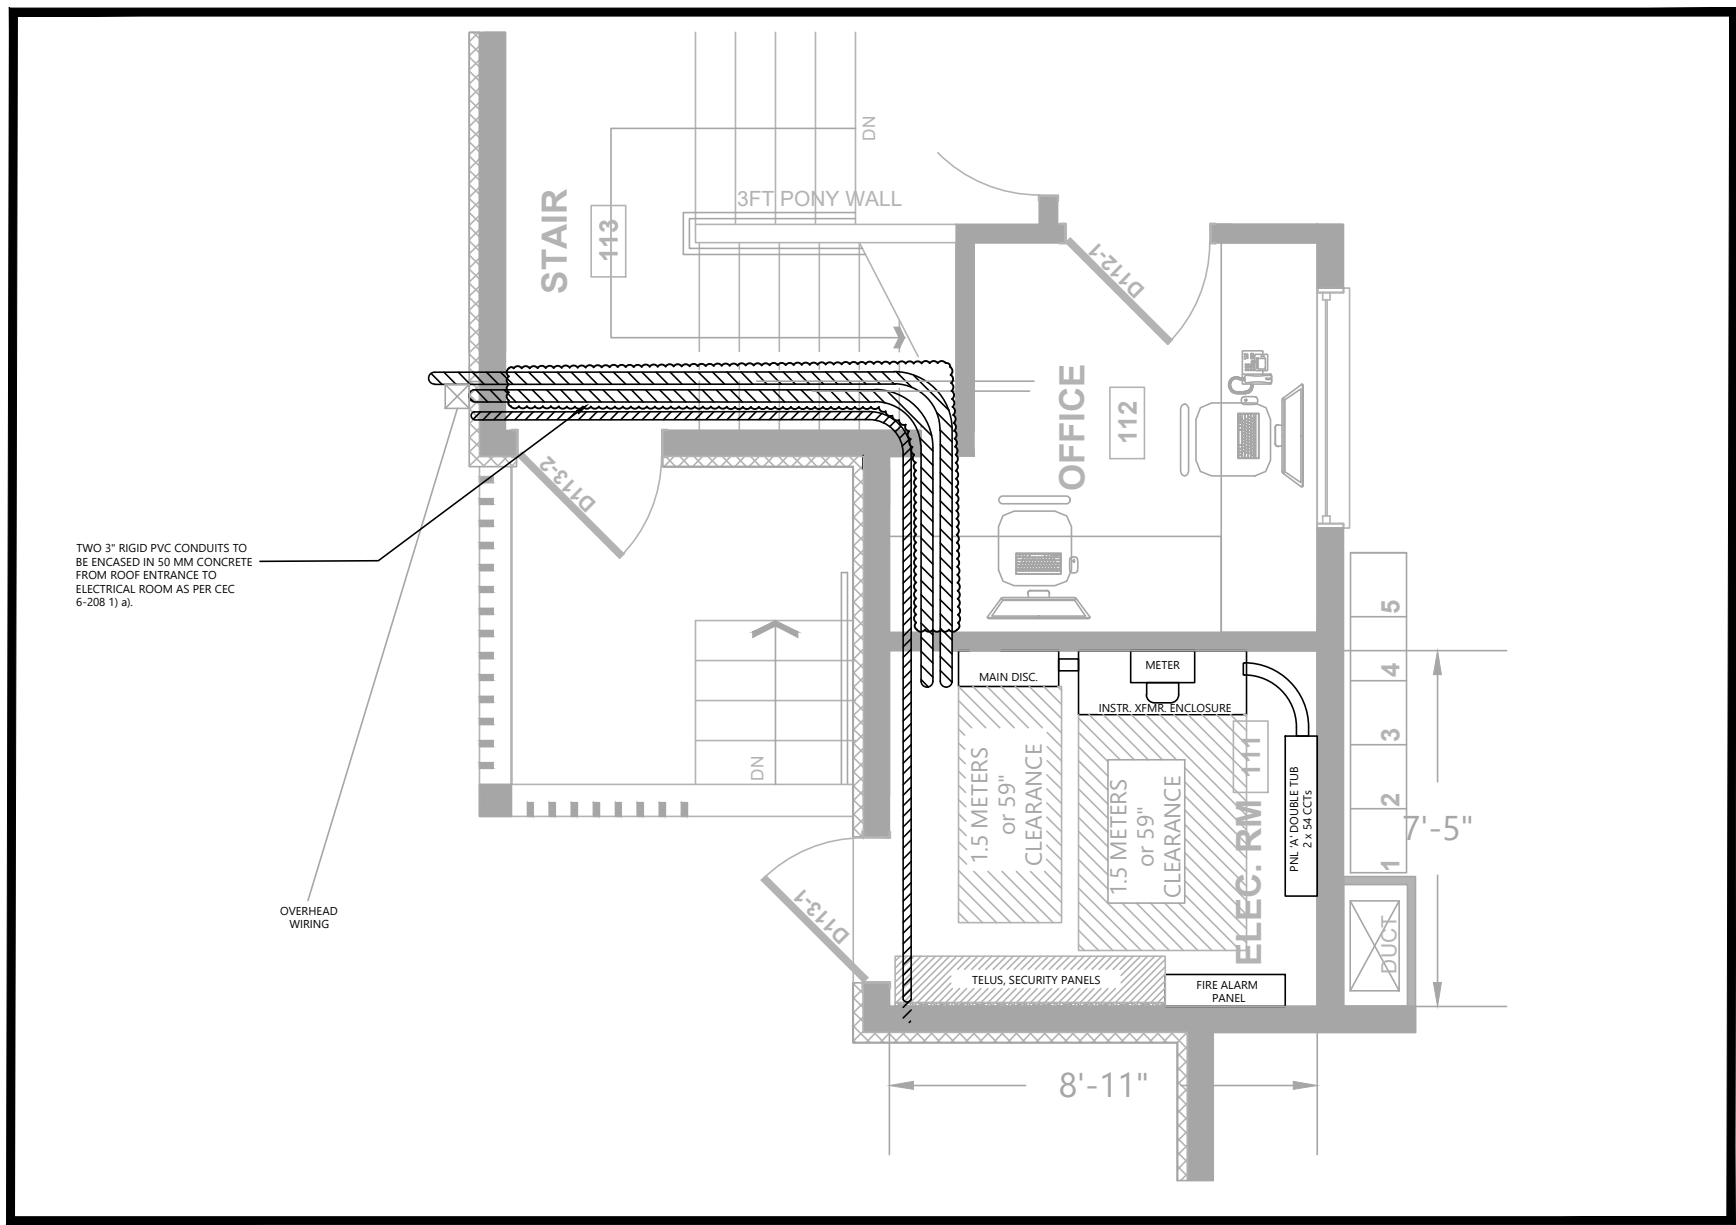 DN
3FT PONY WALL
STAIR
113
D112-1
OFFICE
112
D113-2
TWO 3" RIGID PVC CONDUITS TO
BE ENCASED IN 50 MM CONCRETE
FROM ROOF ENTRANCE TO
ELECTRICAL ROOM AS PER CEC
6-208 1) a).
5
4
3
2
1
MAIN DISC.
METER
INSTR. XFMR. ENCLOSURE
1.5 METERS
or 59"
CLEARANCE
1.5 METERS
or 59"
CLEARANCE
ELEC. RM
111
PNL 'A' DOUBLE TUB
2 x 54 CCTs
7'-5"
DN
D113-1
OVERHEAD
WIRING
DUCT
TELUS, SECURITY PANELS
FIRE ALARM
PANEL
8'-11"